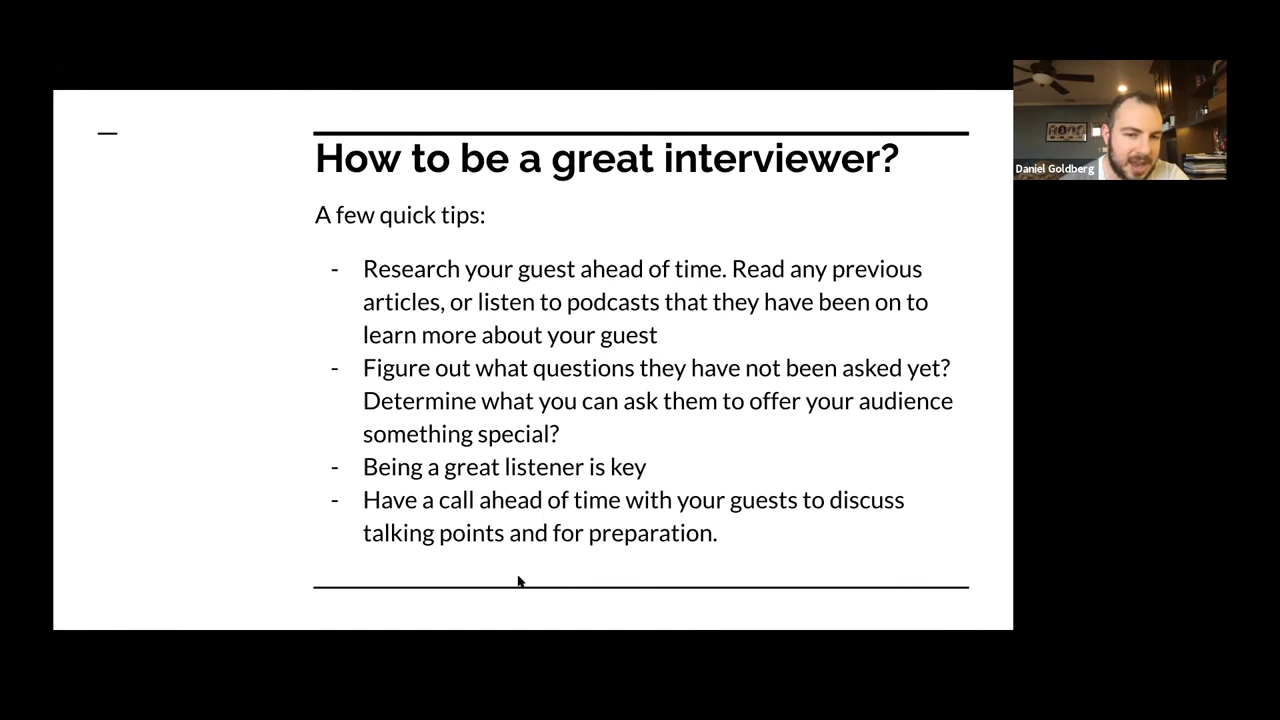 How to be a great interviewer?
A few quick tips:
- Research your guest ahead of time. Read any previous
articles, or listen to podcasts that they have been on to
learn more about your guest
- Figure out what questions they have not been asked yet?
Determine what you can ask them to offer your audience
something special?
- Being a great listener is key
- Have a call ahead of time with your guests to discuss
talking points and for preparation.
Daniel Goldberg